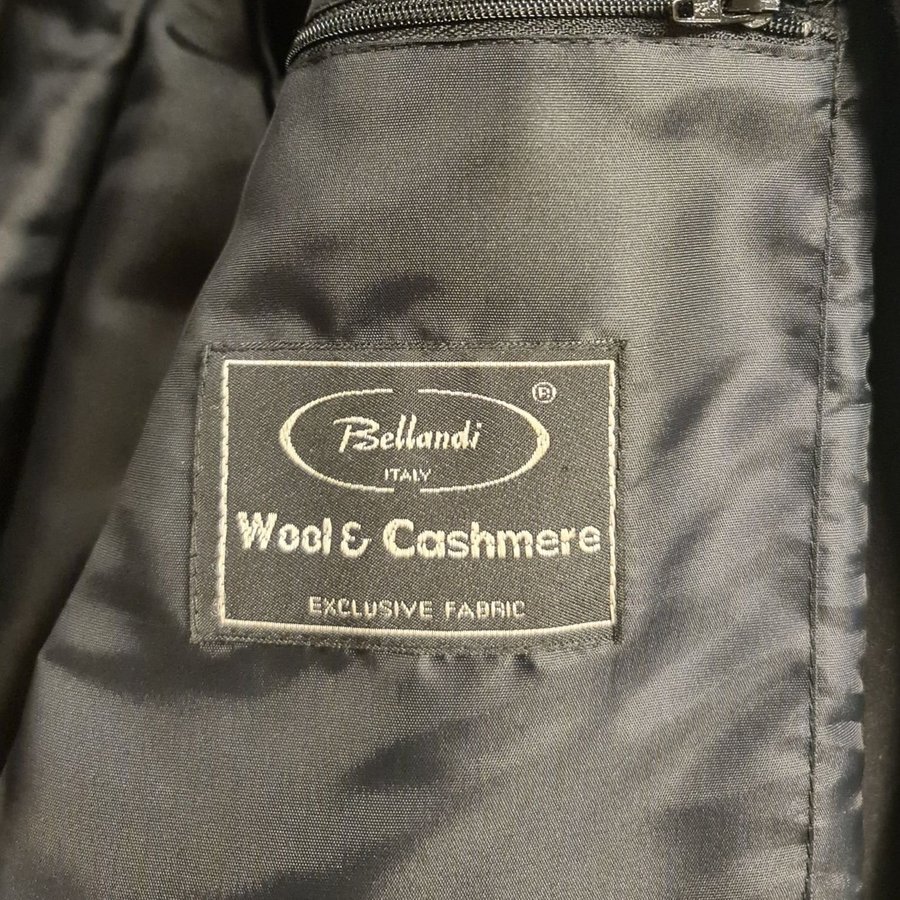 Bellandi ®
ITALY
Wool & Cashmere
EXCLUSIVE FABRIC